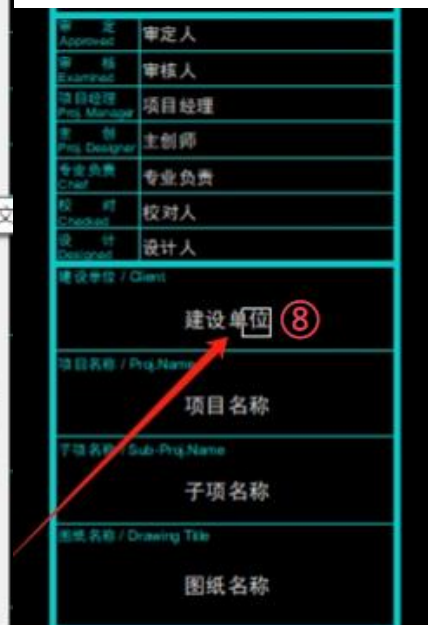 审 定 审定人
Approved
审 核 审核人
Examined
项目经理 项目经理
Proj. Manager
主 创 主创师
Proj. Designer
专业负责 专业负责
Chief
校 对 校对人
Checked
设 计 设计人
Designed
建设单位 / Client
建设单位 ⑧
项目名称 / Proj.Name
项目名称
子项名称 / Sub-Proj.Name
子项名称
图纸名称 / Drawing Title
图纸名称
文